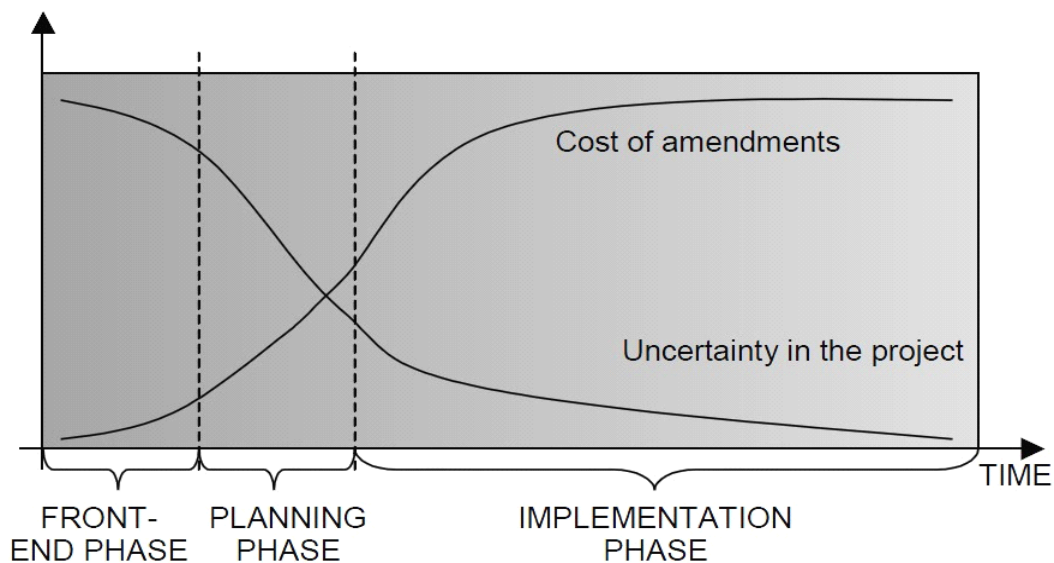 Cost of amendments
Uncertainty in the project
TIME
FRONT-
END PHASE
PLANNING
PHASE
IMPLEMENTATION
PHASE